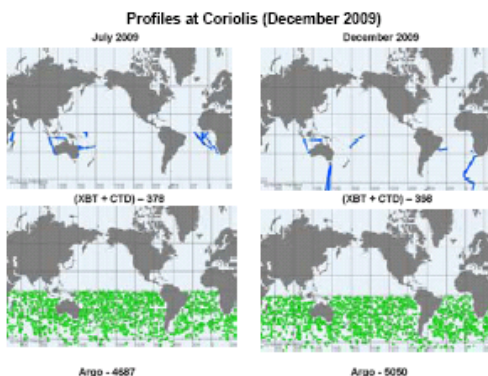 Profiles at Coriolis (December 2009)
July 2009
December 2009
(XBT + CTD) – 378
(XBT + CTD) – 398
Argo - 4687
Argo - 5050